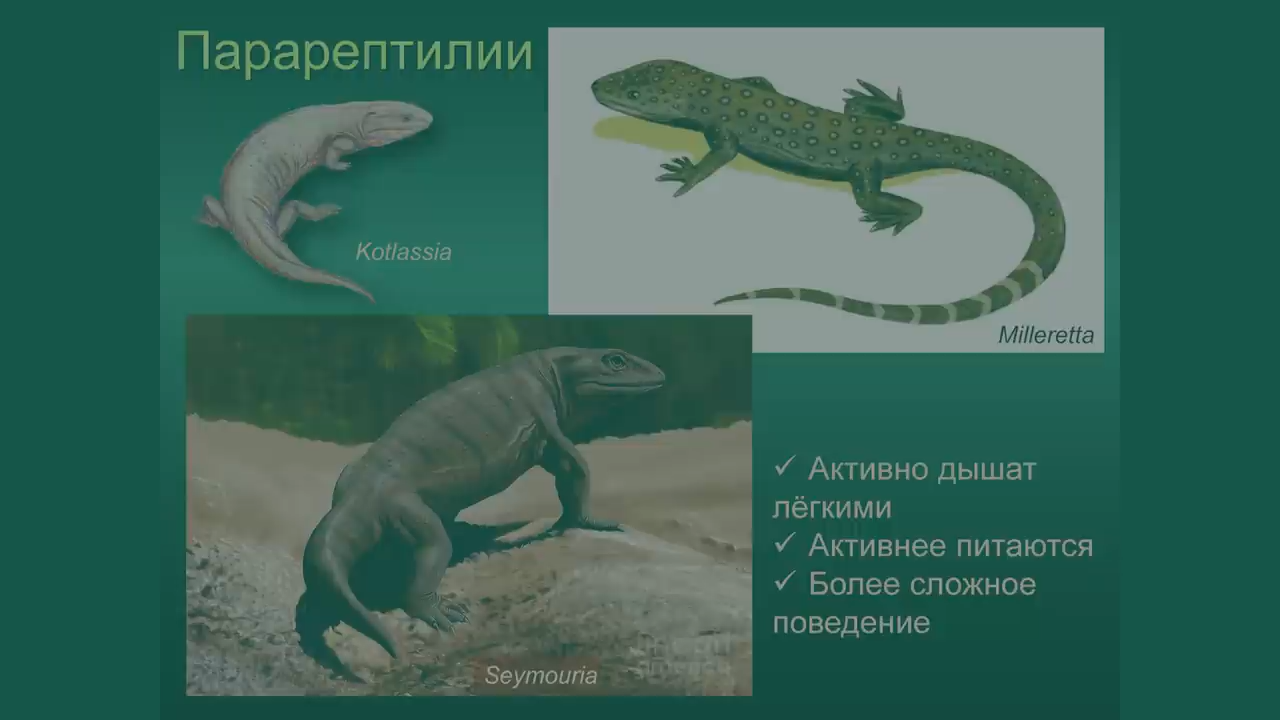 Парарептилии
Kotlassia
Milleretta
Seymouria
✓ Активно дышат
лёгкими
✓ Активнее питаются
✓ Более сложное
поведение